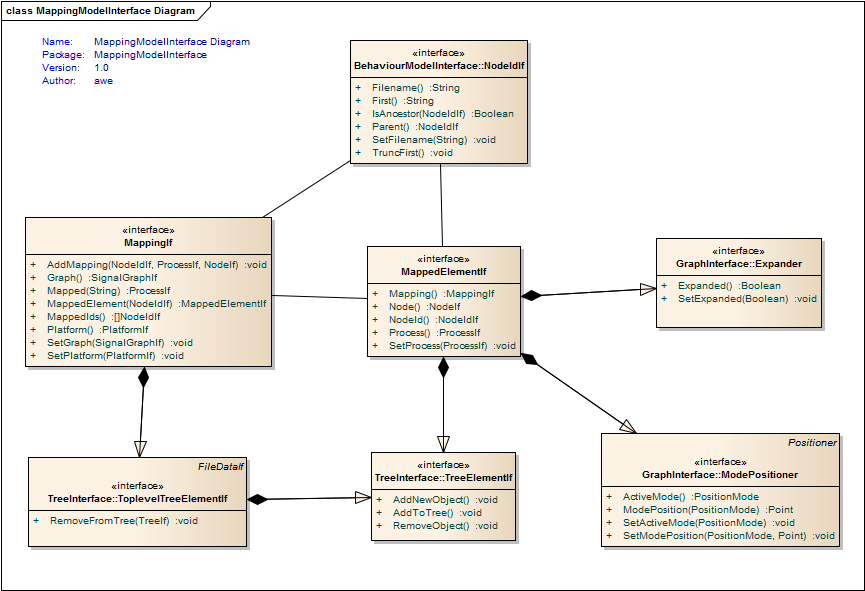 class MappingModelInterface Diagram
Name: MappingModelInterface Diagram
Package: MappingModelInterface
Version: 1.0
Author: awe
«interface»
BehaviourModelInterface::NodeIdIf
+ Filename() :String
+ First() :String
+ IsAncestor(NodeIdIf) :Boolean
+ Parent() :NodeIdIf
+ SetFilename(String) :void
+ TruncFirst() :void
«interface»
MappingIf
+ AddMapping(NodeIdIf, ProcessIf, NodeIf) :void
+ Graph() :SignalGraphIf
+ Mapped(String) :ProcessIf
+ MappedElement(NodeIdIf) :MappedElementIf
+ MappedIds() :[]NodeIdIf
+ Platform() :PlatformIf
+ SetGraph(SignalGraphIf) :void
+ SetPlatform(PlatformIf) :void
«interface»
MappedElementIf
+ Mapping() :MappingIf
+ Node() :NodeIf
+ NodeId() :NodeIdIf
+ Process() :ProcessIf
+ SetProcess(ProcessIf) :void
«interface»
GraphInterface::Expander
+ Expanded() :Boolean
+ SetExpanded(Boolean) :void
FileDataIf
«interface»
TreeInterface::ToplevelTreeElementIf
+ RemoveFromTree(TreeIf) :void
«interface»
TreeInterface::TreeElementIf
+ AddNewObject() :void
+ AddToTree() :void
+ RemoveObject() :void
Positioner
«interface»
GraphInterface::ModePositioner
+ ActiveMode() :PositionMode
+ ModePosition(PositionMode) :Point
+ SetActiveMode(PositionMode) :void
+ SetModePosition(PositionMode, Point) :void